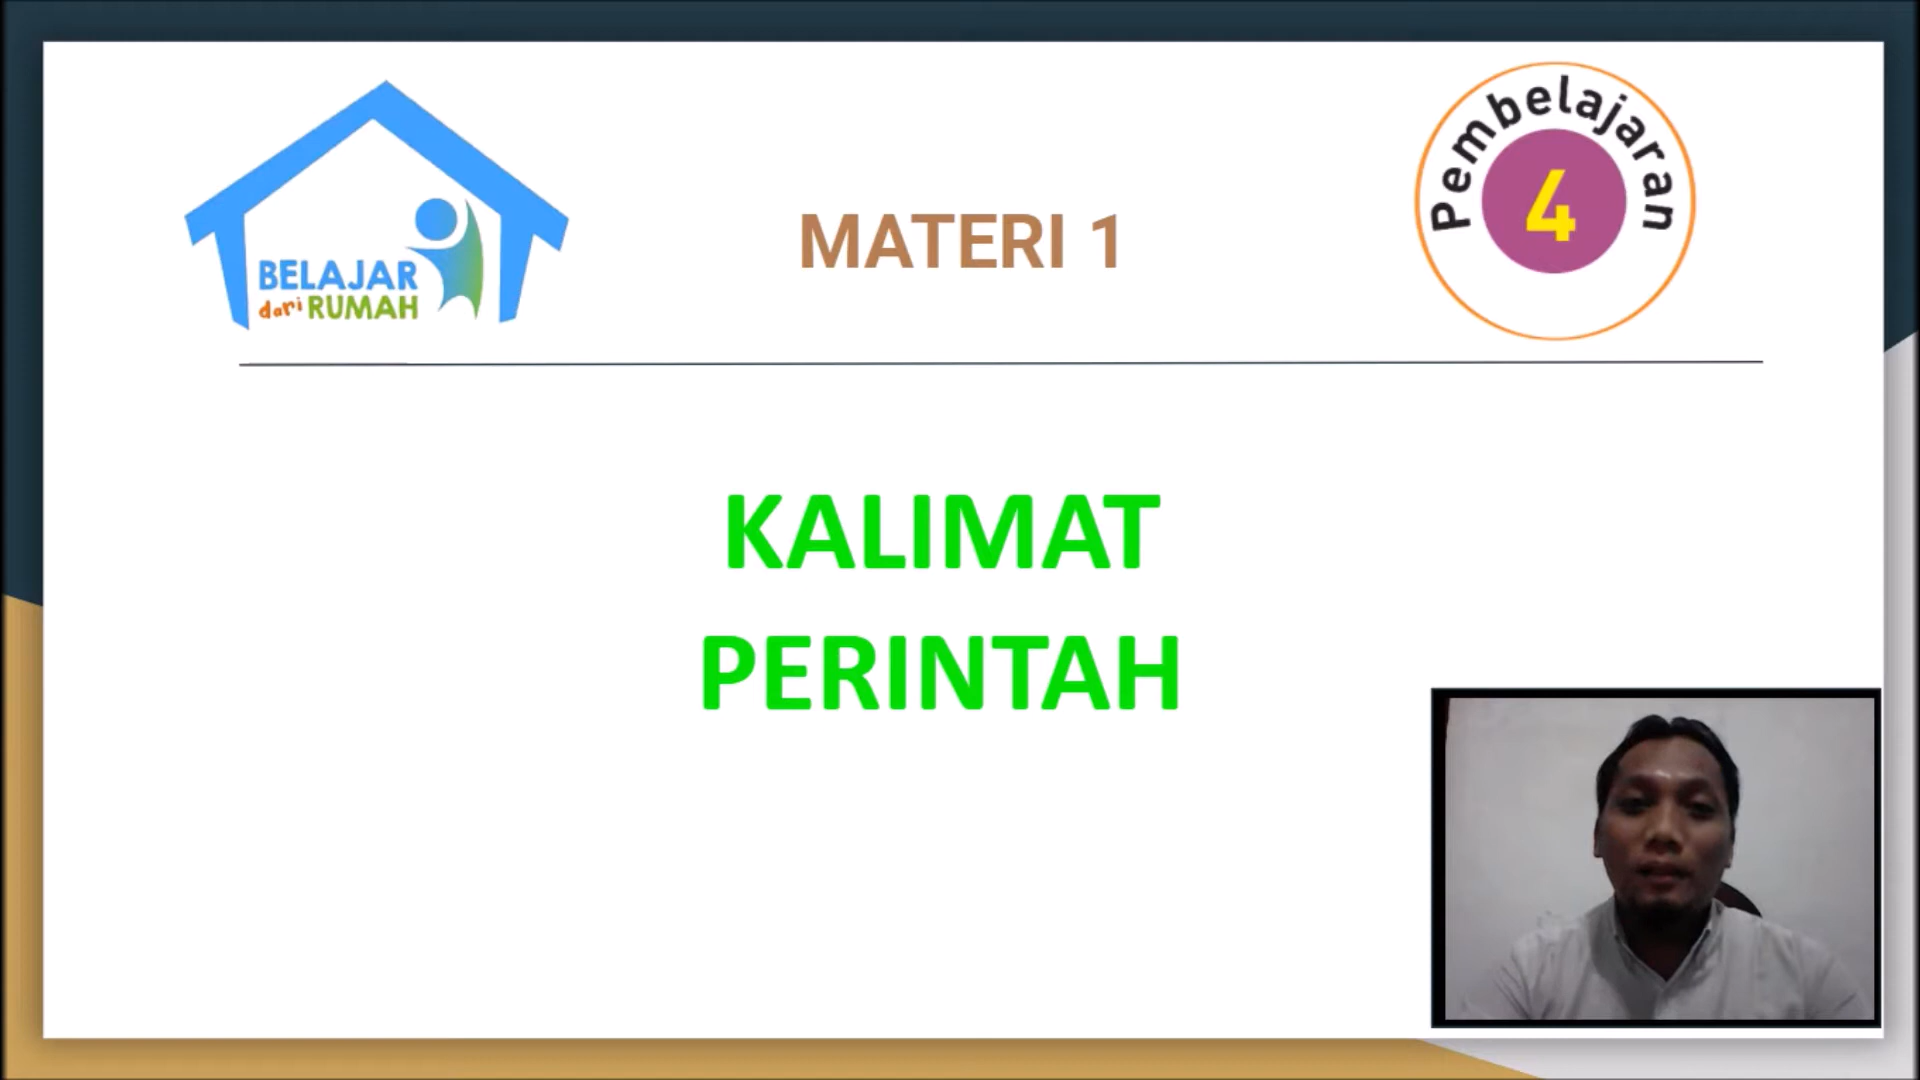 BELAJAR
dari RUMAH
MATERI 1
Pembelajaran
4
KALIMAT
PERINTAH